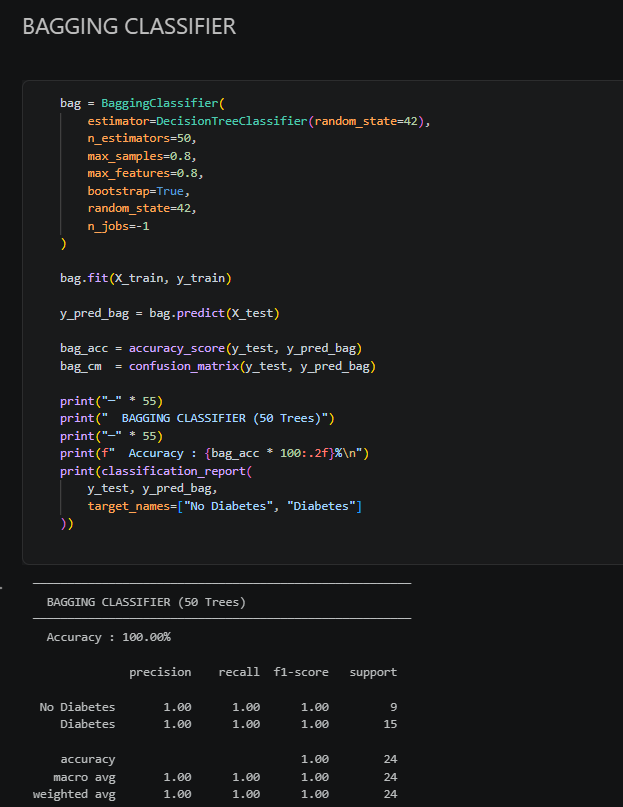 BAGGING CLASSIFIER
bag = BaggingClassifier(
    estimator=DecisionTreeClassifier(random_state=42),
    n_estimators=50,
    max_samples=0.8,
    max_features=0.8,
    bootstrap=True,
    random_state=42,
    n_jobs=-1
)

bag.fit(X_train, y_train)

y_pred_bag = bag.predict(X_test)

bag_acc = accuracy_score(y_test, y_pred_bag)
bag_cm  = confusion_matrix(y_test, y_pred_bag)

print("─" * 55)
print("  BAGGING CLASSIFIER (50 Trees)")
print("─" * 55)
print(f"  Accuracy : {bag_acc * 100:.2f}%\n")
print(classification_report(
    y_test, y_pred_bag,
    target_names=["No Diabetes", "Diabetes"]
))
───────────────────────────────────────────────────────
  BAGGING CLASSIFIER (50 Trees)
───────────────────────────────────────────────────────
  Accuracy : 100.00%

              precision    recall  f1-score   support

 No Diabetes       1.00      1.00      1.00         9
    Diabetes       1.00      1.00      1.00        15

    accuracy                           1.00        24
   macro avg       1.00      1.00      1.00        24
weighted avg       1.00      1.00      1.00        24